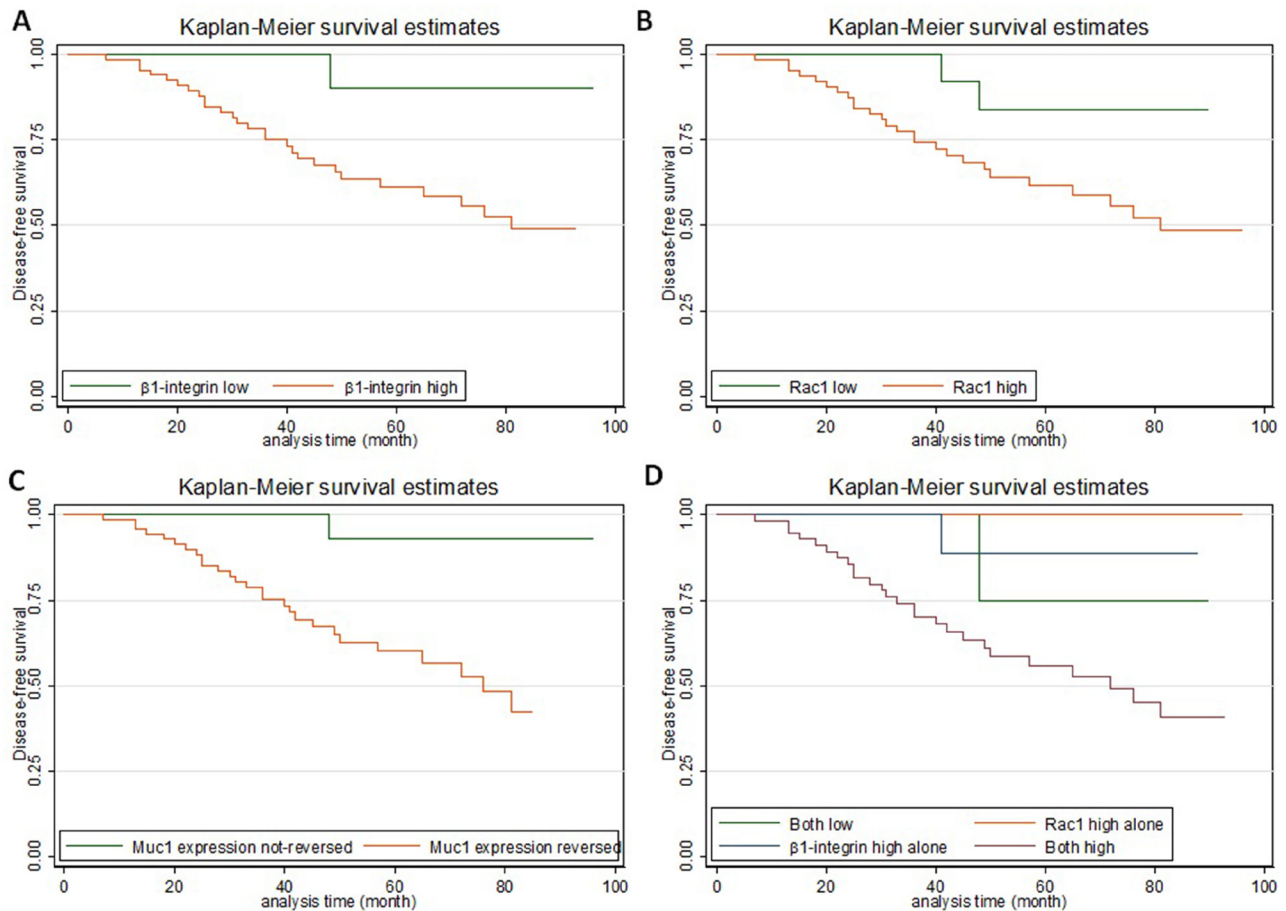 A
Kaplan-Meier survival estimates
Disease-free survival
1.00
0.75
0.50
0.25
0.00
β1-integrin low β1-integrin high
0 20 40 60 80 100
analysis time (month)
B
Kaplan-Meier survival estimates
Disease-free survival
1.00
0.75
0.50
0.25
0.00
Rac1 low Rac1 high
0 20 40 60 80 100
analysis time (month)
C
Kaplan-Meier survival estimates
Disease-free survival
1.00
0.75
0.50
0.25
0.00
Muc1 expression not-reversed Muc1 expression reversed
0 20 40 60 80 100
analysis time (month)
D
Kaplan-Meier survival estimates
Disease-free survival
1.00
0.75
0.50
0.25
0.00
Both low Rac1 high alone
β1-integrin high alone Both high
0 20 40 60 80 100
analysis time (month)